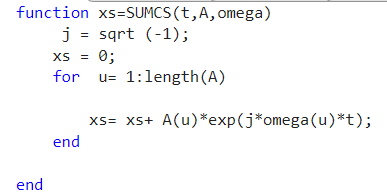 function xs=SUMCS(t,A,omega)
j = sqrt (-1);
xs = 0;
for u= 1:length(A)
xs= xs+ A(u)*exp(j*omega(u)*t);
end
end